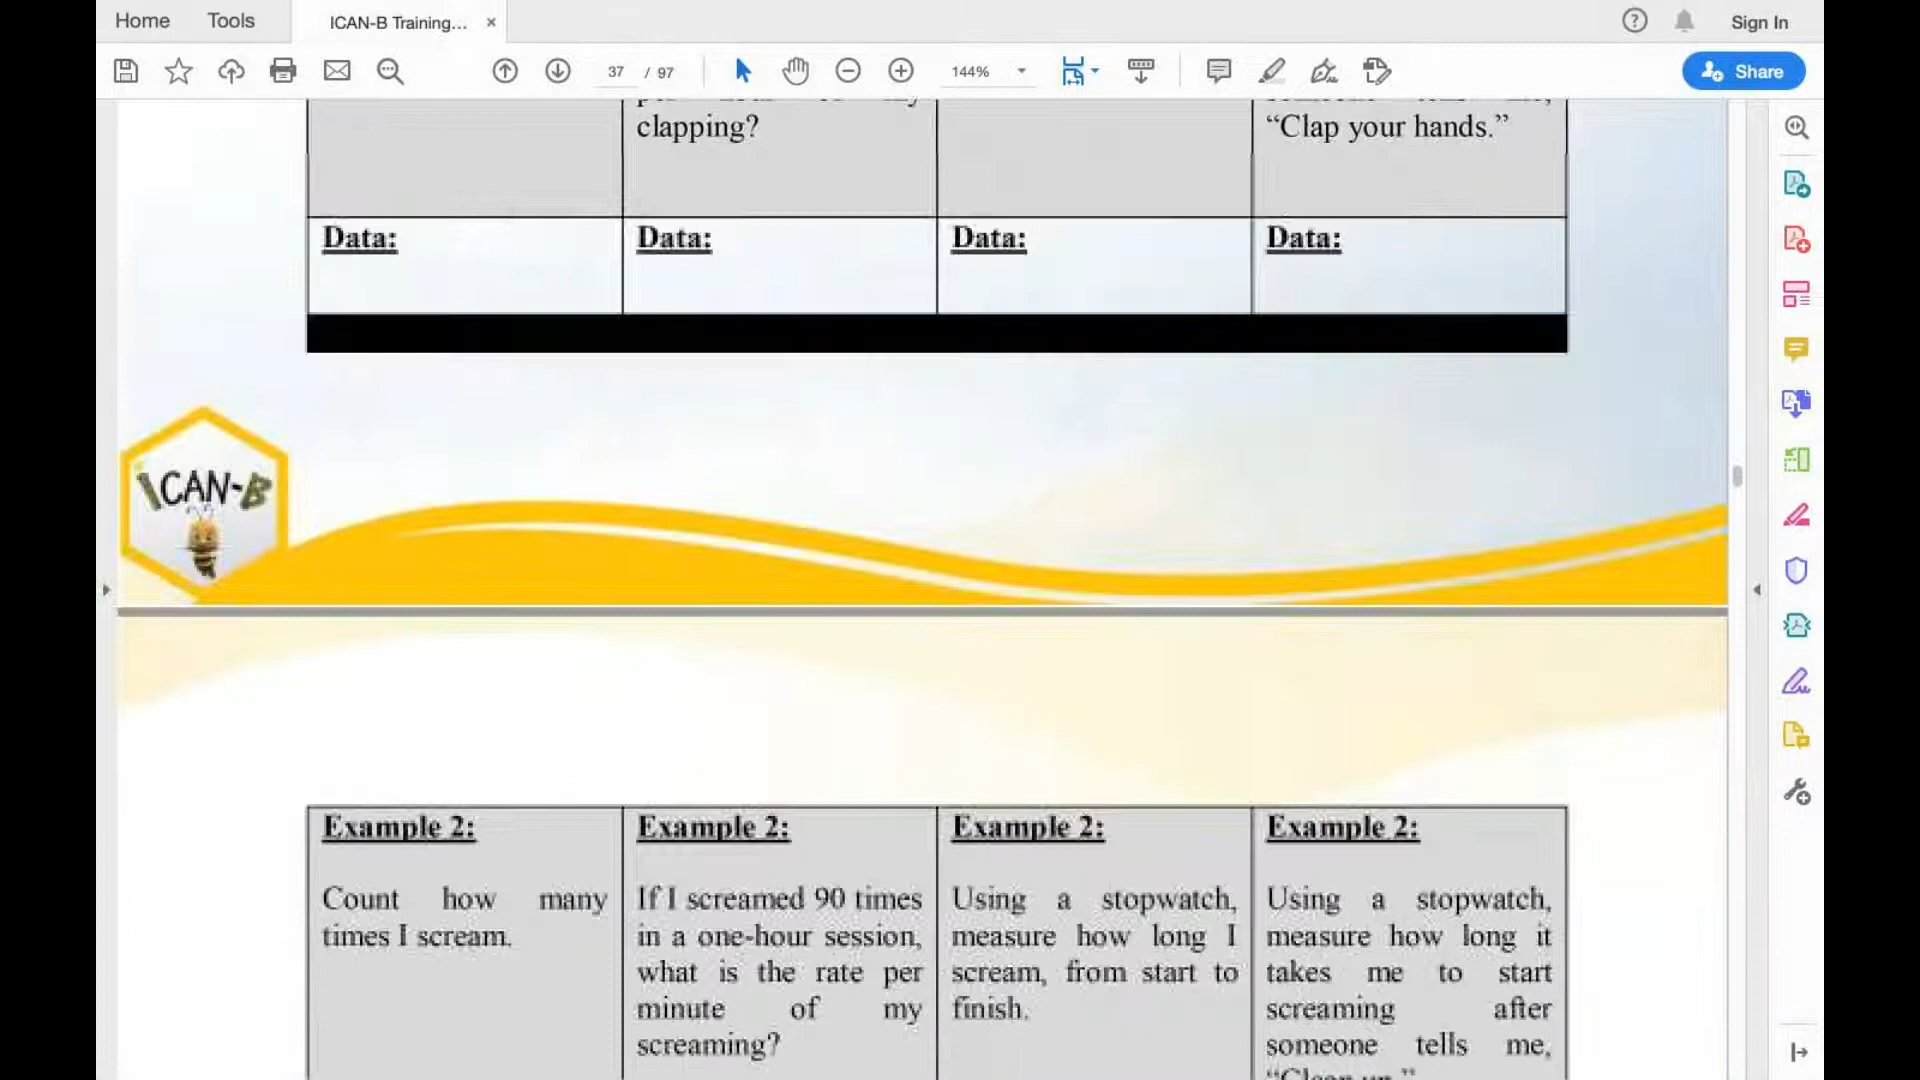 Home
Tools
ICAN-B Training...
Sign In
37 / 97
144%
Share
clapping?
“Clap your hands.”
Data:
Data:
Data:
Data:
iCAN-B
Example 2:
Count how many
times I scream.
Example 2:
If I screamed 90 times
in a one-hour session,
what is the rate per
minute of my
screaming?
Example 2:
Using a stopwatch,
measure how long I
scream, from start to
finish.
Example 2:
Using a stopwatch,
measure how long it
takes me to start
screaming after
someone tells me,